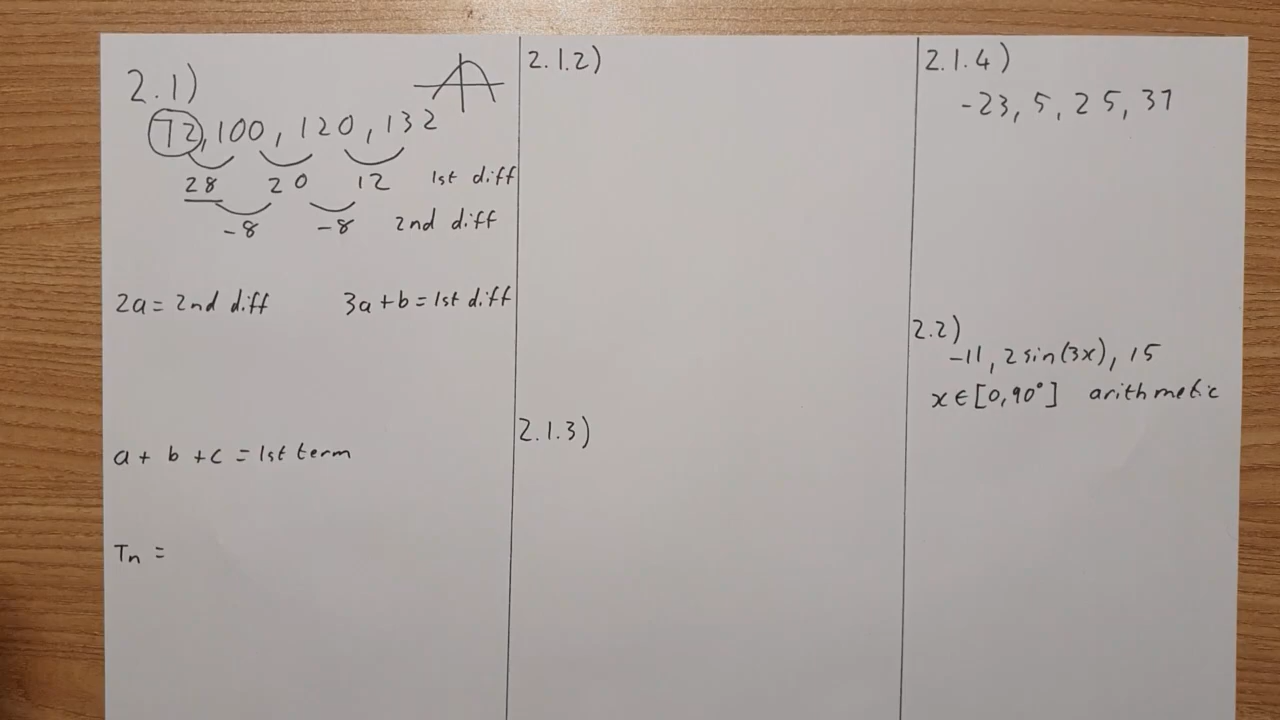 2.1)
72, 100, 120, 132
28 20 12 1st diff
-8 -8 2nd diff
2a = 2nd diff 3a + b = 1st diff
a + b + c = 1st term
Tn =
2.1.2)
2.1.3)
2.1.4)
-23, 5, 25, 37
2.2)
-11, 2 sin(3x), 15
x ∈ [0, 90°] arithmetic